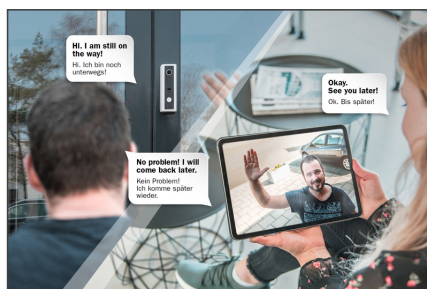 Hi. I am still on
the way!
Hi. Ich bin noch
unterwegs!
Okay.
See you later!
Ok. Bis später!
No problem! I will
come back later.
Kein Problem!
Ich komme später
wieder.